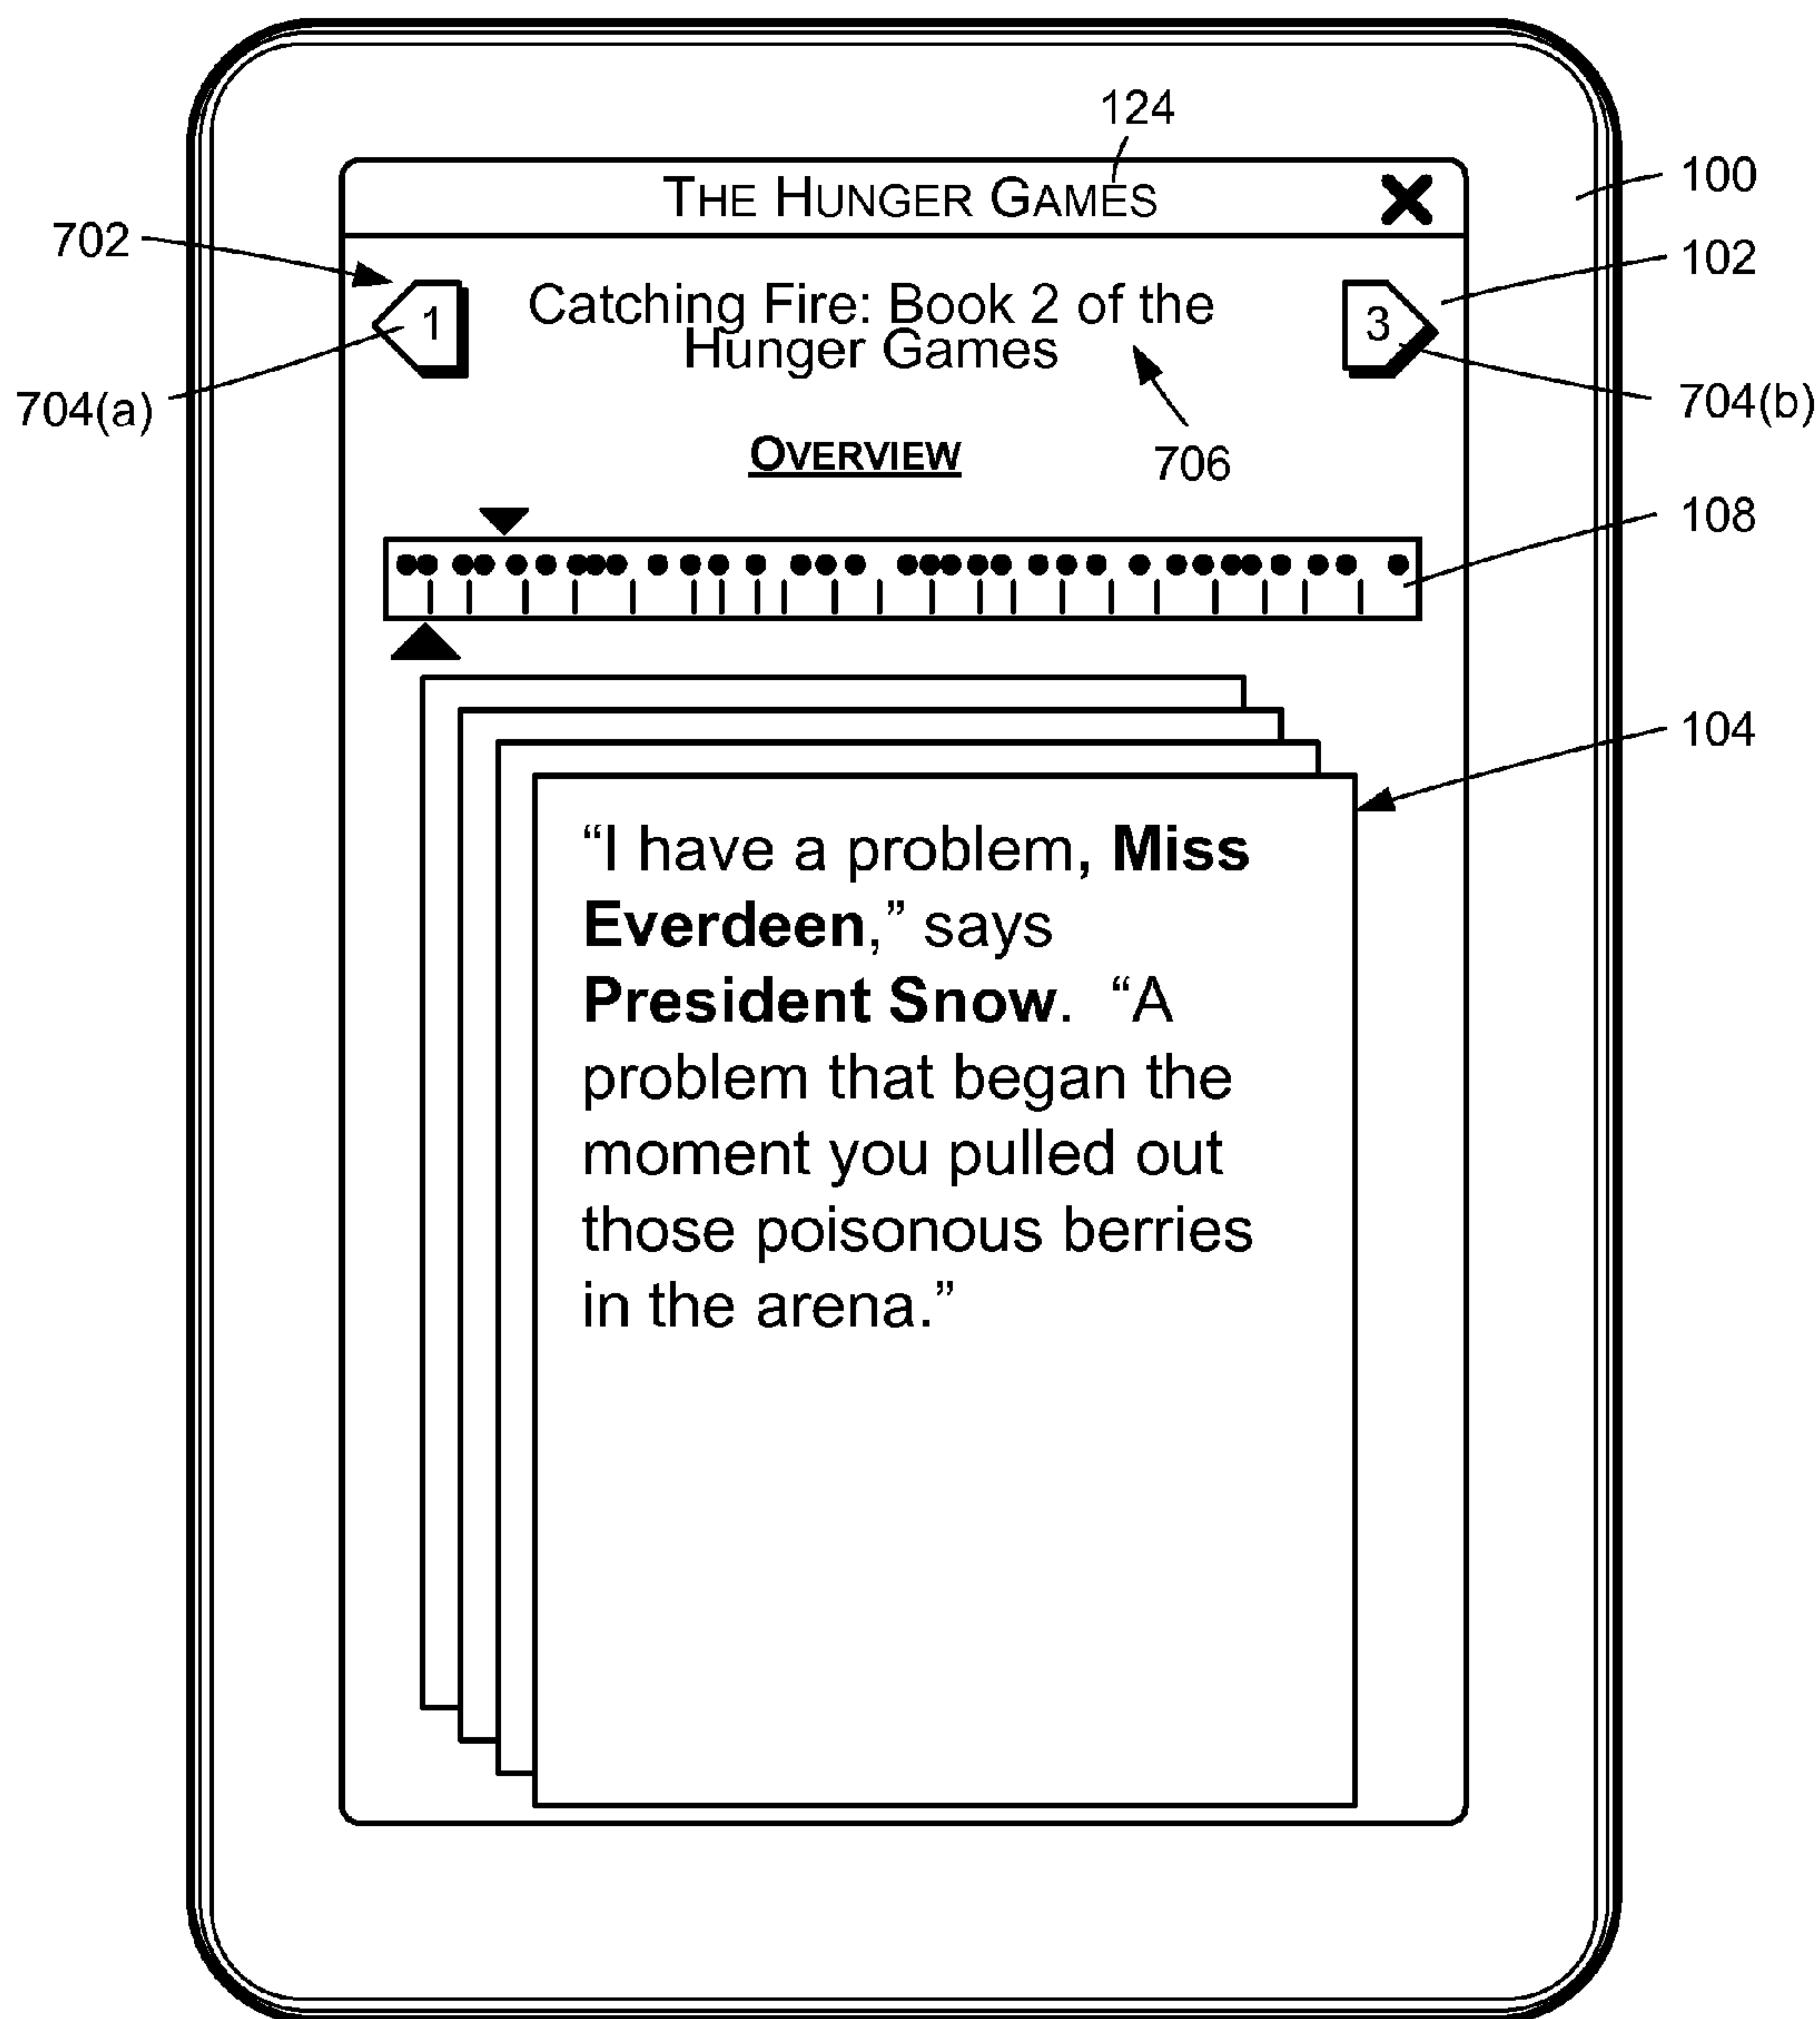 124
THE HUNGER GAMES
100
702
102
1
Catching Fire: Book 2 of the
Hunger Games
3
704(a)
704(b)
706
OVERVIEW
108
104
“I have a problem, Miss
Everdeen,” says
President Snow. “A
problem that began the
moment you pulled out
those poisonous berries
in the arena.”